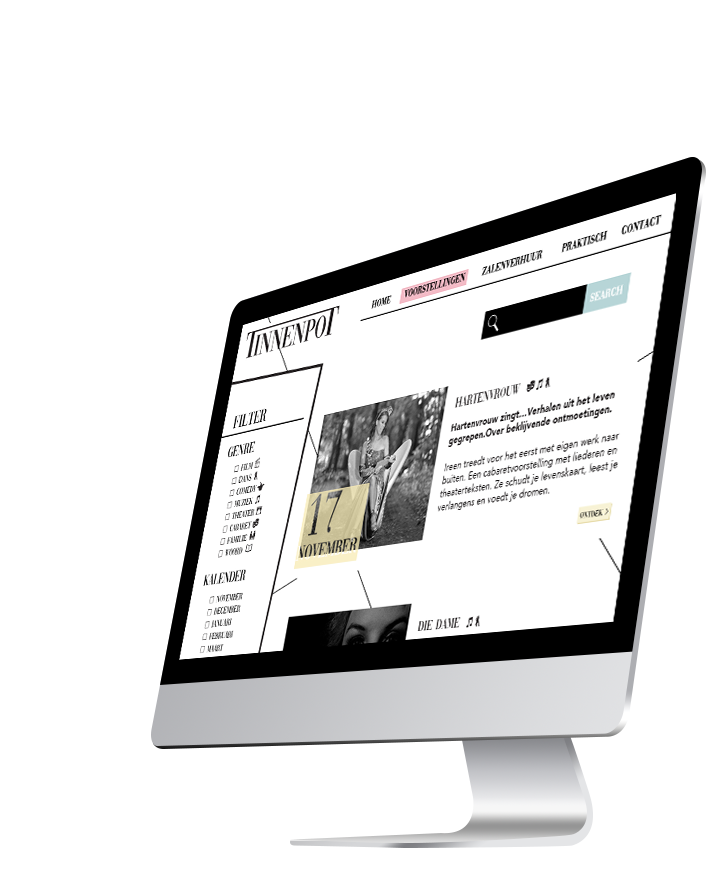 TINNENPOT
HOME VOORSTELLINGEN ZALENVERHUUR PRAKTISCH CONTACT
SEARCH
FILTER
GENRE
FILM
DANS
COMEDY
MUZIEK
THEATER
CABARET
FAMILIE
WOORD
KALENDER
NOVEMBER
DECEMBER
JANUARI
FEBRUARI
MAART
17
NOVEMBER
HARTENVROUW
Hartenvrouw zingt...Verhalen uit het leven
gegrepen.Over beklijvende ontmoetingen.
Ireen treedt voor het eerst met eigen werk naar
buiten. Een cabaretvoorstelling met liederen en
theaterteksten. Ze schudt je levenskaart, leest je
verlangens en voedt je dromen.
ONTDEK >
DIE DAME